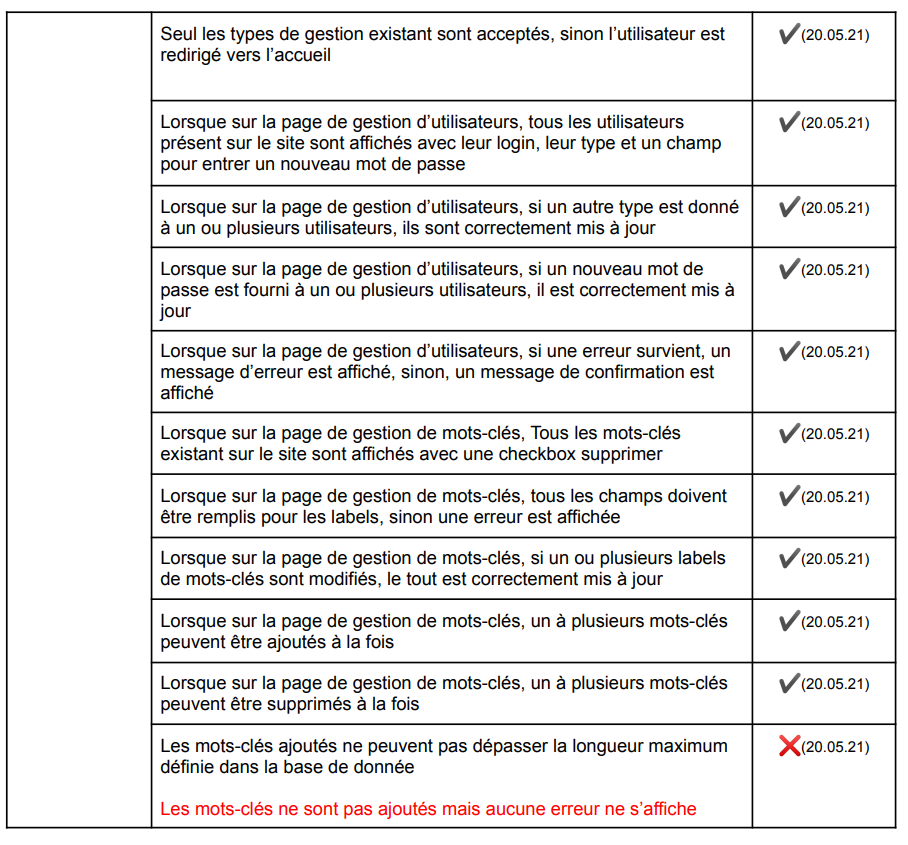 Seul les types de gestion existant sont acceptés, sinon l’utilisateur est
redirigé vers l’accueil
✔(20.05.21)
Lorsque sur la page de gestion d’utilisateurs, tous les utilisateurs
présent sur le site sont affichés avec leur login, leur type et un champ
pour entrer un nouveau mot de passe
✔(20.05.21)
Lorsque sur la page de gestion d’utilisateurs, si un autre type est donné
à un ou plusieurs utilisateurs, ils sont correctement mis à jour
✔(20.05.21)
Lorsque sur la page de gestion d’utilisateurs, si un nouveau mot de
passe est fourni à un ou plusieurs utilisateurs, il est correctement mis à
jour
✔(20.05.21)
Lorsque sur la page de gestion d’utilisateurs, si une erreur survient, un
message d’erreur est affiché, sinon, un message de confirmation est
affiché
✔(20.05.21)
Lorsque sur la page de gestion de mots-clés, Tous les mots-clés
existant sur le site sont affichés avec une checkbox supprimer
✔(20.05.21)
Lorsque sur la page de gestion de mots-clés, tous les champs doivent
être remplis pour les labels, sinon une erreur est affichée
✔(20.05.21)
Lorsque sur la page de gestion de mots-clés, si un ou plusieurs labels
de mots-clés sont modifiés, le tout est correctement mis à jour
✔(20.05.21)
Lorsque sur la page de gestion de mots-clés, un à plusieurs mots-clés
peuvent être ajoutés à la fois
✔(20.05.21)
Lorsque sur la page de gestion de mots-clés, un à plusieurs mots-clés
peuvent être supprimés à la fois
✔(20.05.21)
Les mots-clés ajoutés ne peuvent pas dépasser la longueur maximum
définie dans la base de donnée
❌(20.05.21)
Les mots-clés ne sont pas ajoutés mais aucune erreur ne s’affiche